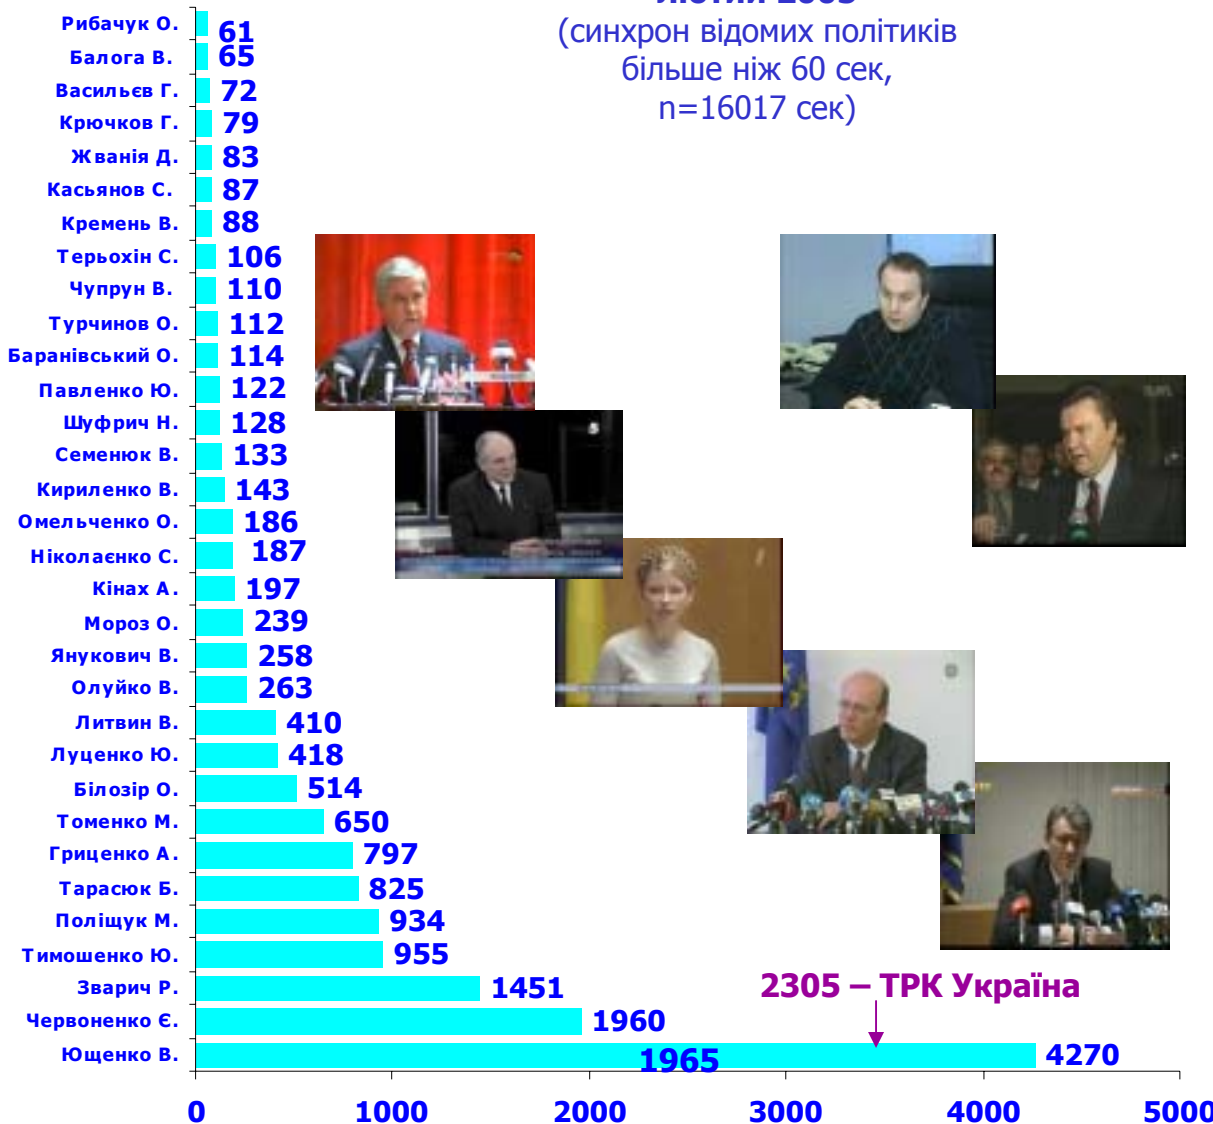 (синхрон відомих політиків
більше ніж 60 сек,
n=16017 сек)
Рибачук О. 61
Балога В. 65
Васильєв Г. 72
Крючков Г. 79
Жванія Д. 83
Касьянов С. 87
Кремень В. 88
Терьохін С. 106
Чупрун В. 110
Турчинов О. 112
Баранівський О. 114
Павленко Ю. 122
Шуфрич Н. 128
Семенюк В. 133
Кириленко В. 143
Омельченко О. 186
Ніколаєнко С. 187
Кінах А. 197
Мороз О. 239
Янукович В. 258
Олуйко В. 263
Литвин В. 410
Луценко Ю. 418
Білозір О. 514
Томенко М. 650
Гриценко А. 797
Тарасюк Б. 825
Поліщук М. 934
Тимошенко Ю. 955
Зварич Р. 1451
2305 – ТРК Україна
Червоненко Є. 1960
Ющенко В. 1965 4270
0 1000 2000 3000 4000 5000